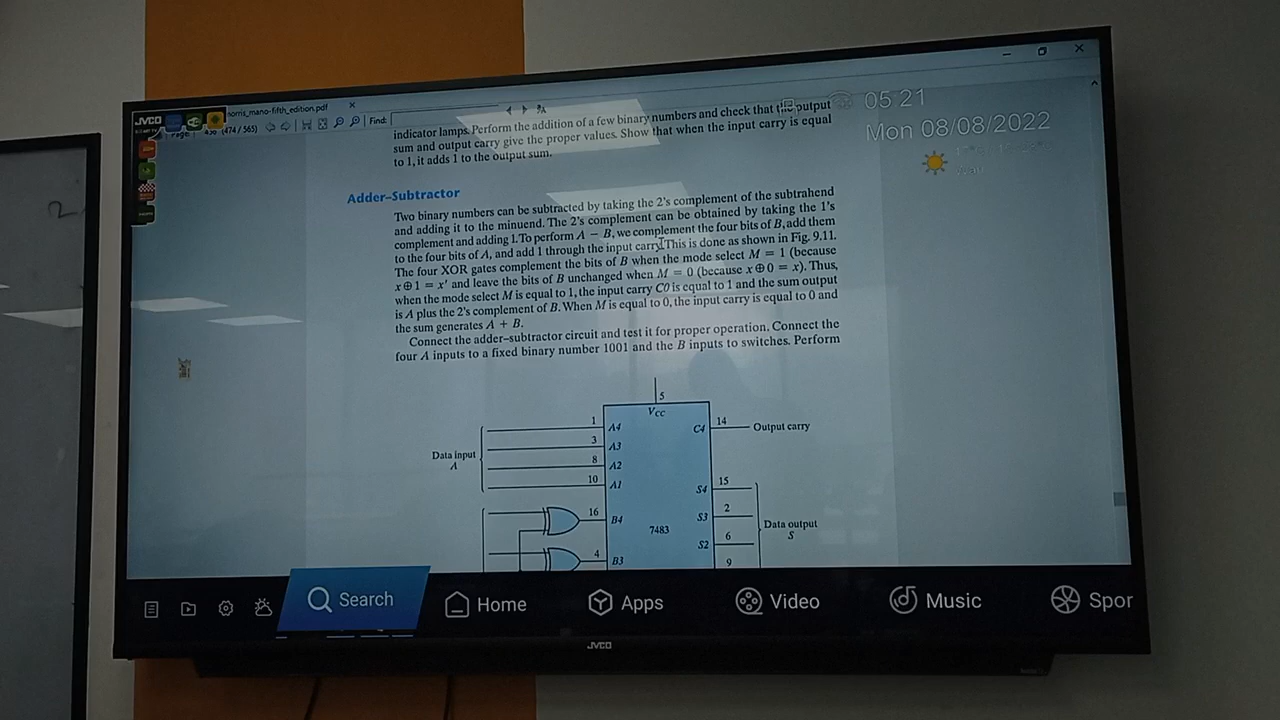 JVCO
norris_mano-fifth_edition.pdf
Page: 456 (474 / 565)
Find:
05 21
Mon 08/08/2022
indicator lamps. Perform the addition of a few binary numbers and check that the output
sum and output carry give the proper values. Show that when the input carry is equal
to 1, it adds 1 to the output sum.
Adder–Subtractor
Two binary numbers can be subtracted by taking the 2's complement of the subtrahend
and adding it to the minuend. The 2's complement can be obtained by taking the 1's
complement and adding 1. To perform A − B, we complement the four bits of B, add them
to the four bits of A, and add 1 through the input carry. This is done as shown in Fig. 9.11.
The four XOR gates complement the bits of B when the mode select M = 1 (because
x ⊕ 1 = x' and leave the bits of B unchanged when M = 0 (because x ⊕ 0 = x). Thus,
when the mode select M is equal to 1, the input carry C0 is equal to 1 and the sum output
is A plus the 2's complement of B. When M is equal to 0, the input carry is equal to 0 and
the sum generates A + B.
Connect the adder–subtractor circuit and test it for proper operation. Connect the
four A inputs to a fixed binary number 1001 and the B inputs to switches. Perform
5
VCC
1 A4 C4 14 Output carry
3 A3
Data input
A
8 A2
10 A1
S4 15
16 B4 S3 2
7483
Data output
S
S2 6
4 B3 9
Search Home Apps Video Music Spor
JVCO
2